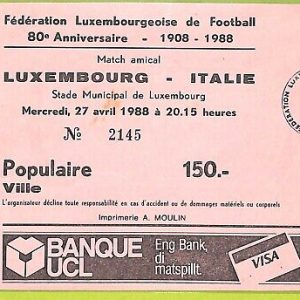 Fédération Luxembourgeoise de Football
80e Anniversaire - 1908 - 1988
Match amical
LUXEMBOURG - ITALIE
Stade Municipal de Luxembourg
Mercredi, 27 avril 1988 à 20.15 heures
№ 2145
Populaire 150.-
Ville
L'organisateur décline toute responsabilité en cas d'accident ou de dommages matériels ou corporels
Imprimerie A. MOULIN
BANQUE UCL
Eng Bank, di matspillt.
VISA